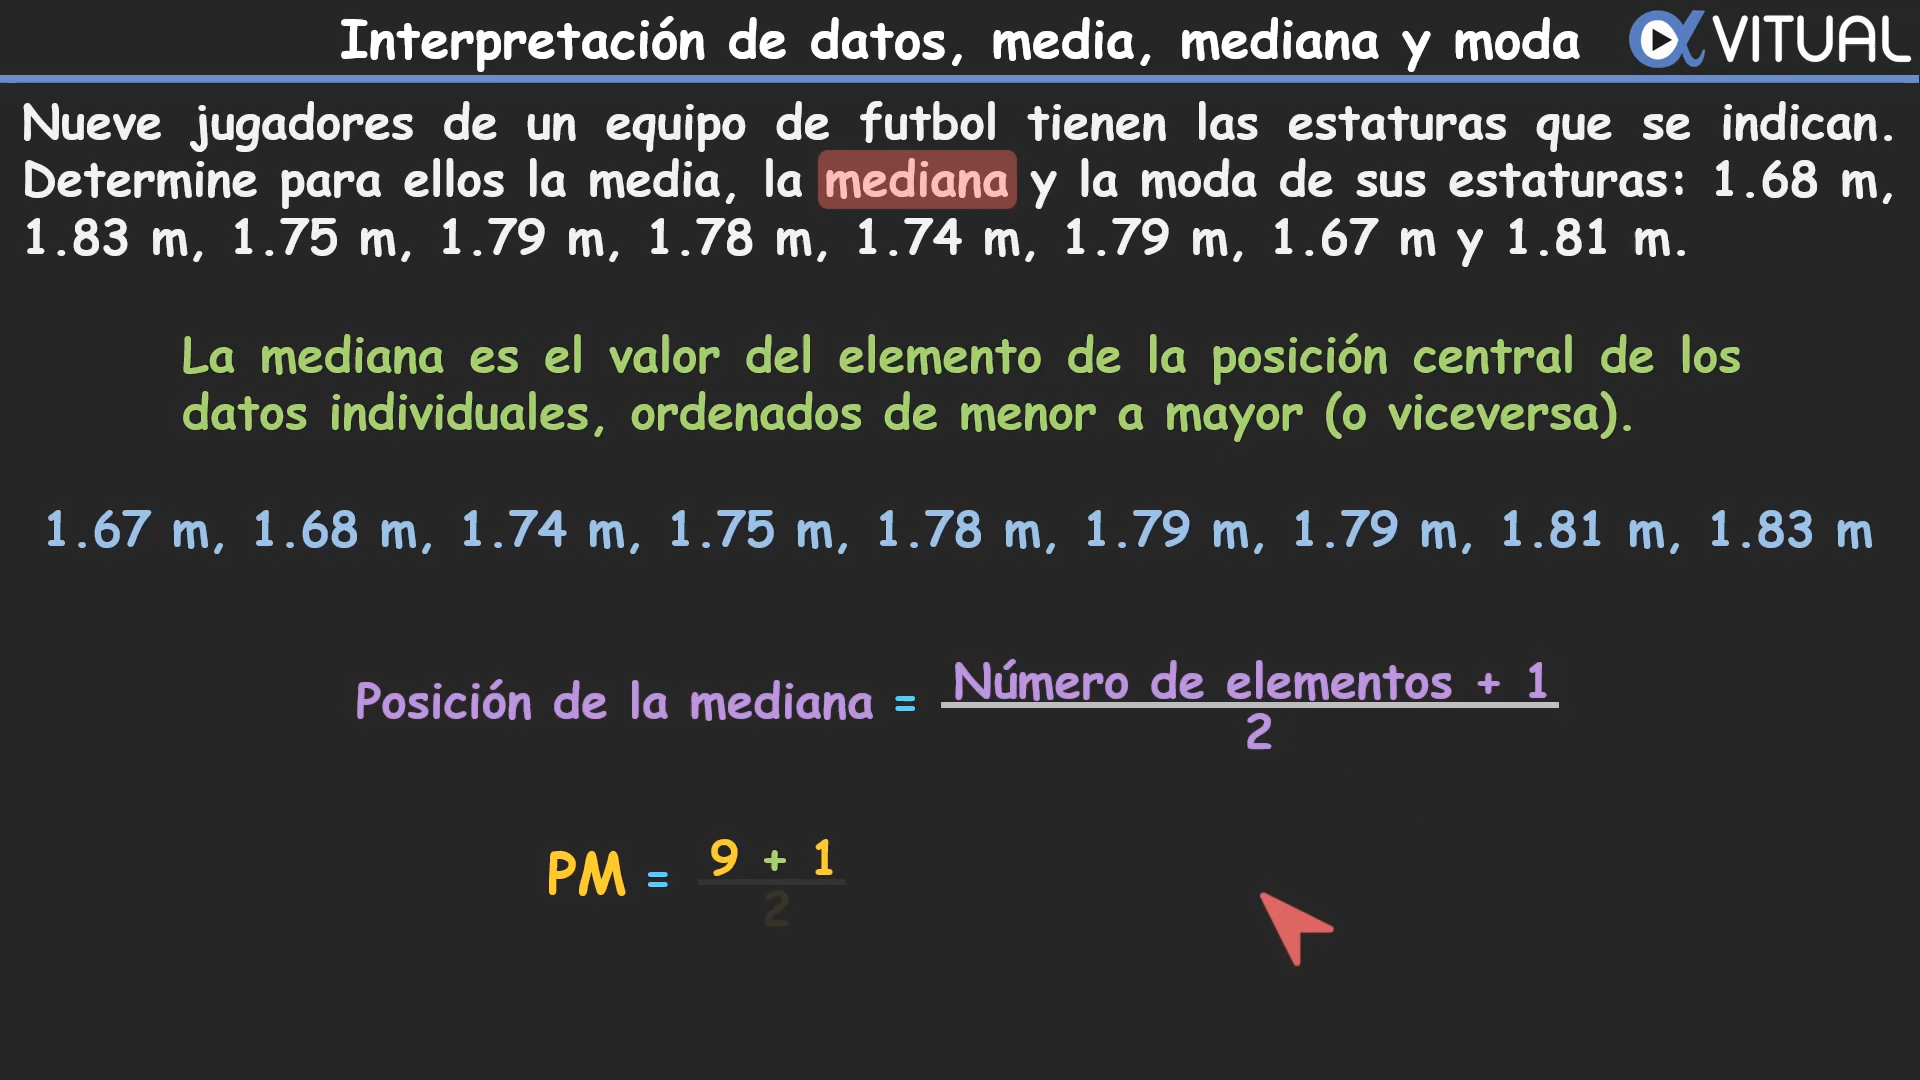 Interpretación de datos, media, mediana y moda
VITUAL
Nueve jugadores de un equipo de futbol tienen las estaturas que se indican.
Determine para ellos la media, la mediana y la moda de sus estaturas: 1.68 m,
1.83 m, 1.75 m, 1.79 m, 1.78 m, 1.74 m, 1.79 m, 1.67 m y 1.81 m.
La mediana es el valor del elemento de la posición central de los
datos individuales, ordenados de menor a mayor (o viceversa).
1.67 m, 1.68 m, 1.74 m, 1.75 m, 1.78 m, 1.79 m, 1.79 m, 1.81 m, 1.83 m
Número de elementos + 1
Posición de la mediana =
2
9 + 1
PM =
2